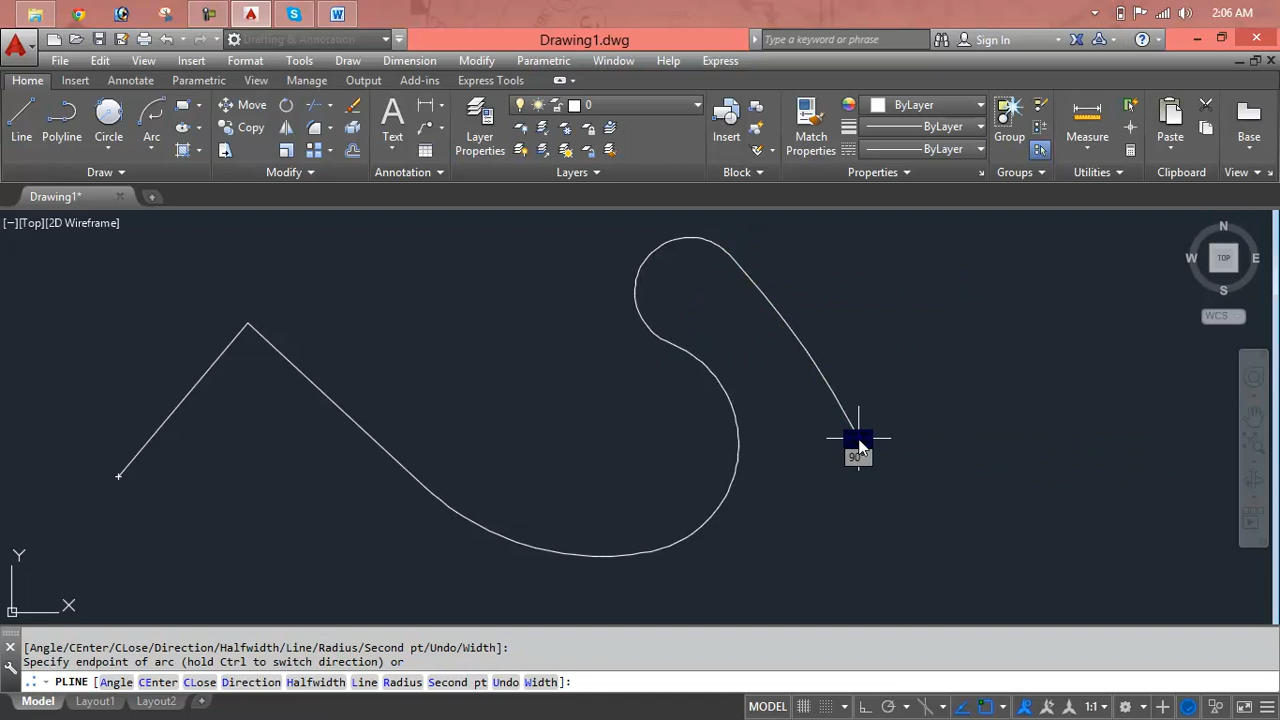 2:06 AM
Drafting & Annotation
Drawing1.dwg
Type a keyword or phrase
Sign In
File Edit View Insert Format Tools Draw Dimension Modify Parametric Window Help Express
Home Insert Annotate Parametric View Manage Output Add-ins Express Tools
Line Polyline Circle Arc
Move
Copy
Text
Layer Properties
0
Insert
Match Properties
ByLayer
ByLayer
ByLayer
Group
Measure
Paste
Base
Draw Modify Annotation Layers Block Properties Groups Utilities Clipboard View
Drawing1*
[−][Top][2D Wireframe]
N
W TOP E
S
WCS
90°
Y
X
[Angle/CEnter/CLose/Direction/Halfwidth/Line/Radius/Second pt/Undo/Width]:
Specify endpoint of arc (hold Ctrl to switch direction) or
PLINE [Angle CEnter CLose Direction Halfwidth Line Radius Second pt Undo Width]:
Model Layout1 Layout2
MODEL 1:1